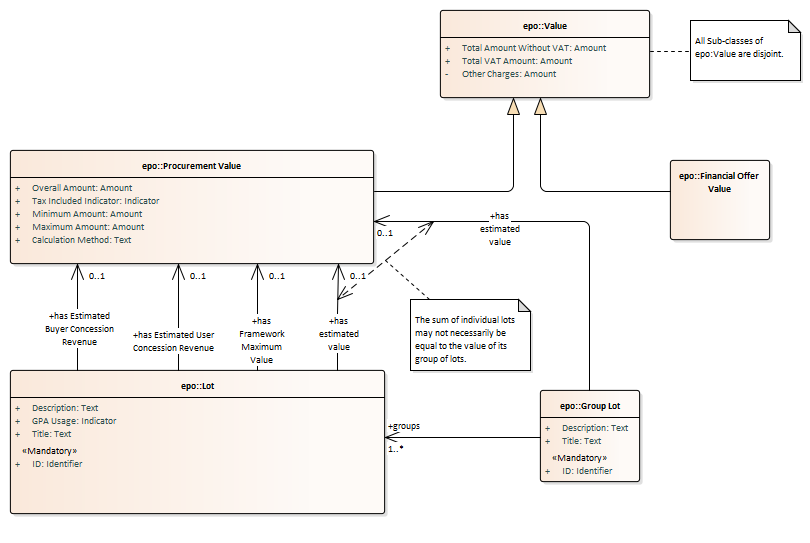 epo::Value
+ Total Amount Without VAT: Amount
+ Total VAT Amount: Amount
- Other Charges: Amount
All Sub-classes of
epo:Value are disjoint.
epo::Procurement Value
+ Overall Amount: Amount
+ Tax Included Indicator: Indicator
+ Minimum Amount: Amount
+ Maximum Amount: Amount
+ Calculation Method: Text
epo::Financial Offer
Value
+has
estimated
value
0..1
0..1
0..1
0..1
0..1
+has Estimated
Buyer Concession
Revenue
+has Estimated User
Concession Revenue
+has
Framework
Maximum
Value
+has
estimated
value
The sum of individual lots
may not necessarily be
equal to the value of its
group of lots.
epo::Lot
+ Description: Text
+ GPA Usage: Indicator
+ Title: Text
«Mandatory»
+ ID: Identifier
+groups
1..*
epo::Group Lot
+ Description: Text
+ Title: Text
«Mandatory»
+ ID: Identifier